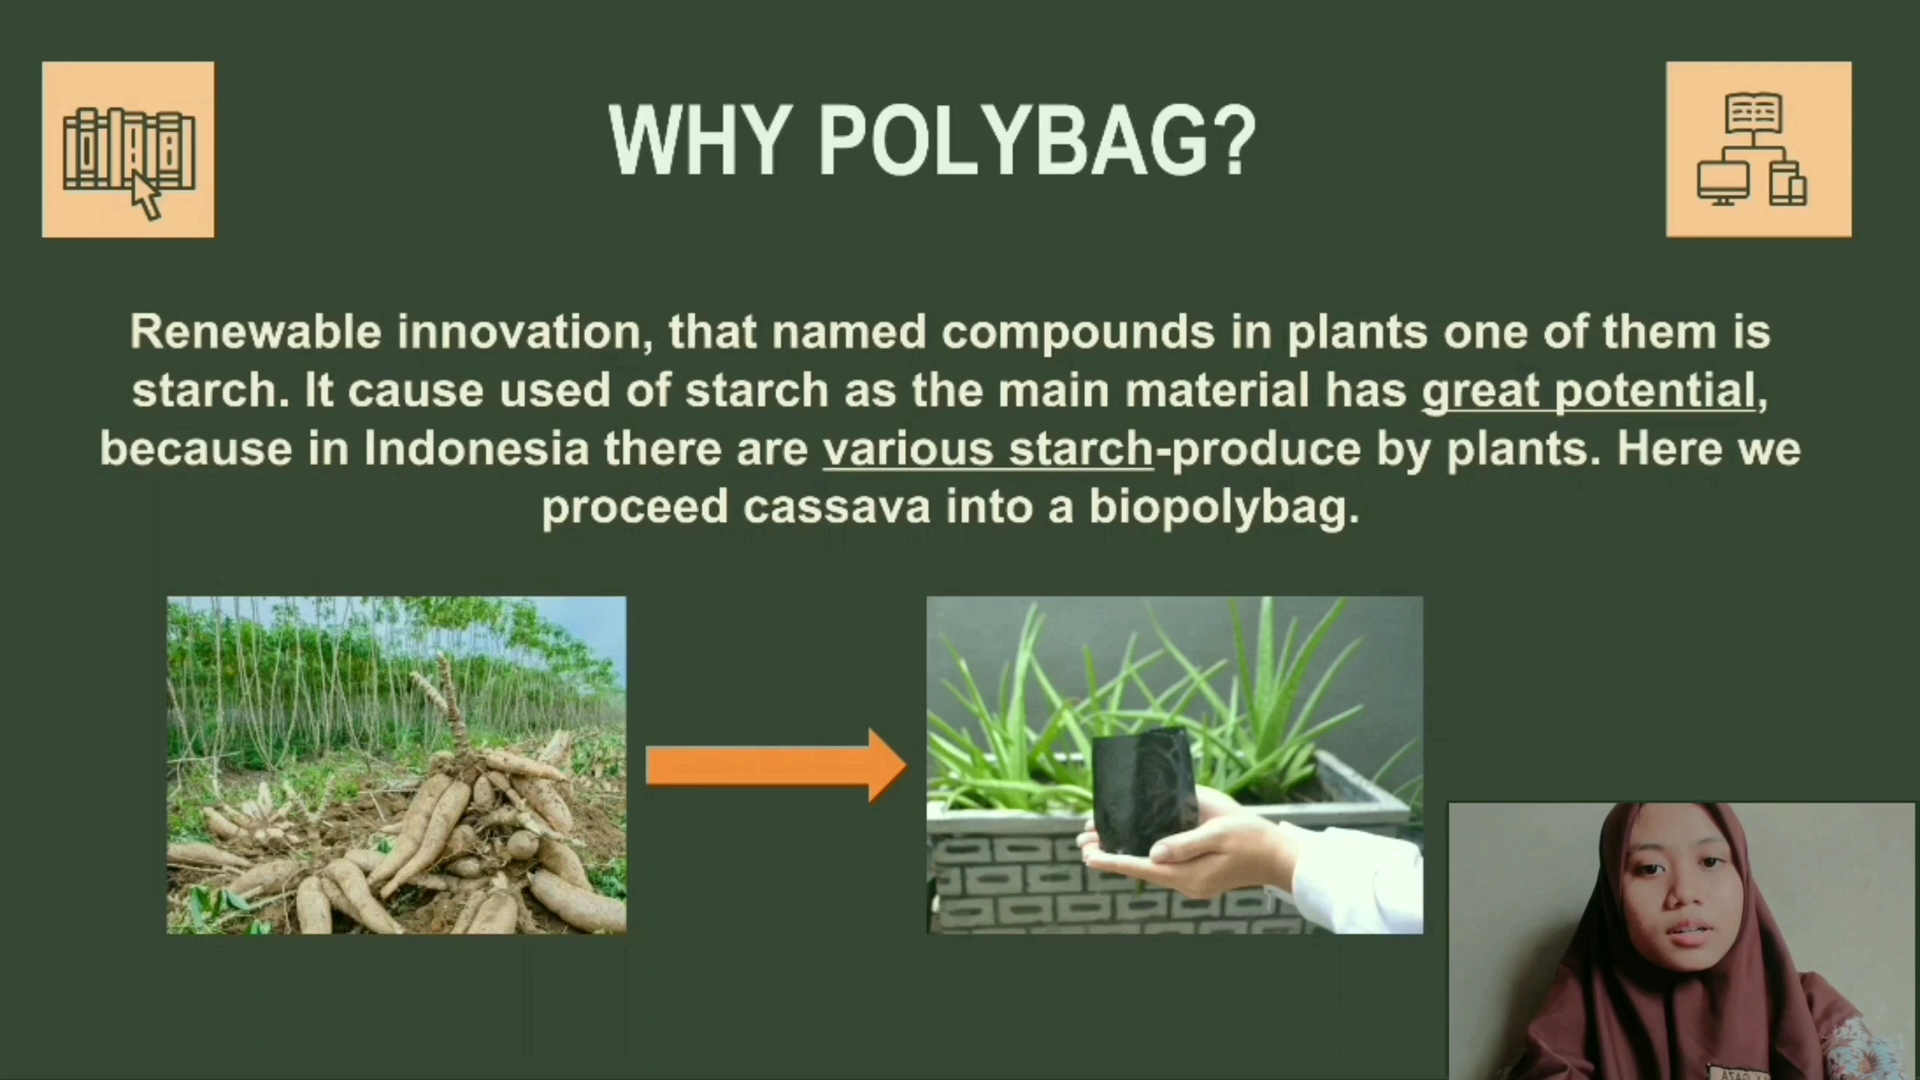 WHY POLYBAG?
Renewable innovation, that named compounds in plants one of them is
starch. It cause used of starch as the main material has great potential,
because in Indonesia there are various starch-produce by plants. Here we
proceed cassava into a biopolybag.